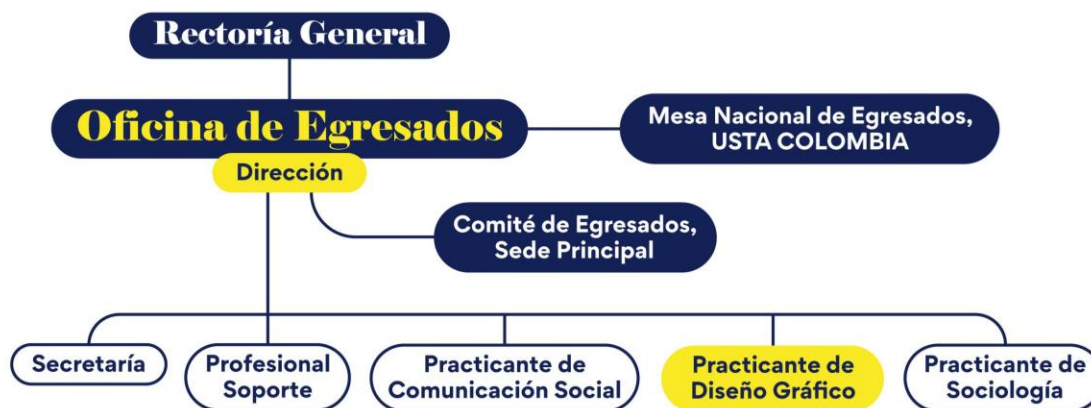 Rectoría General
Oficina de Egresados
Mesa Nacional de Egresados,
USTA COLOMBIA
Dirección
Comité de Egresados,
Sede Principal
Secretaría
Profesional
Soporte
Practicante de
Comunicación Social
Practicante de
Diseño Gráfico
Practicante de
Sociología